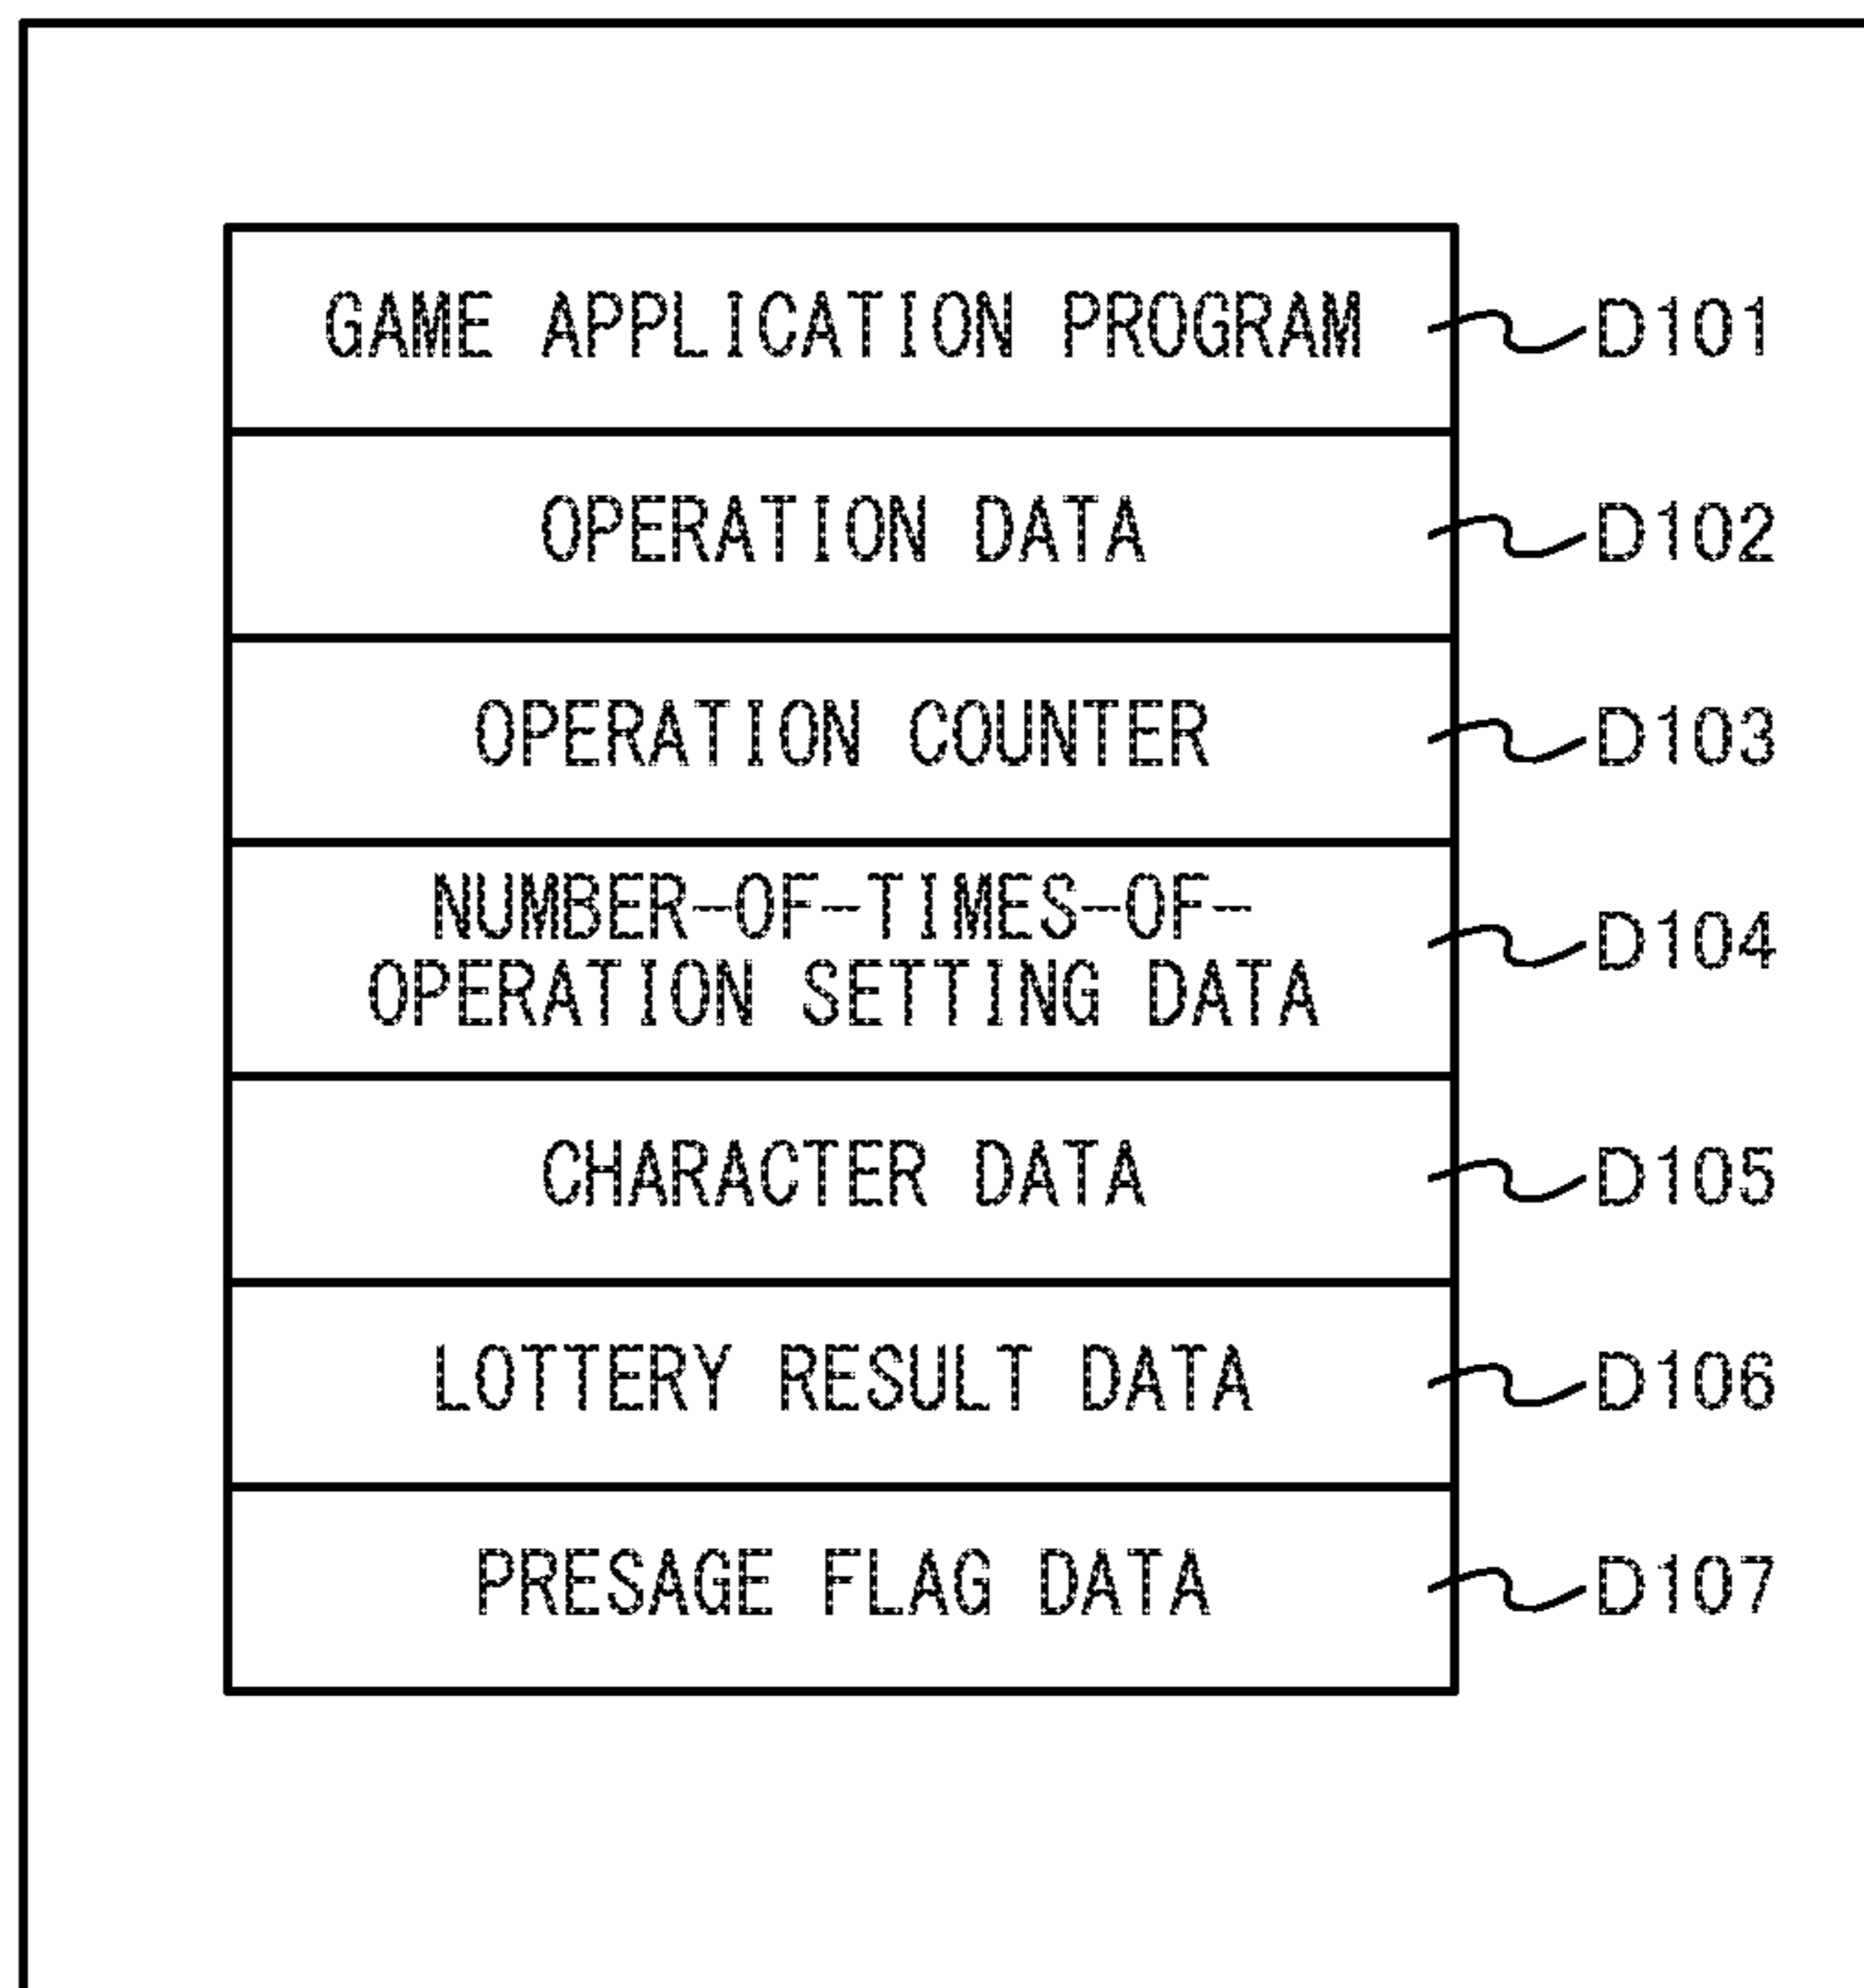 GAME APPLICATION PROGRAM D101
OPERATION DATA D102
OPERATION COUNTER D103
NUMBER-OF-TIMES-OF-
OPERATION SETTING DATA D104
CHARACTER DATA D105
LOTTERY RESULT DATA D106
PRESAGE FLAG DATA D107